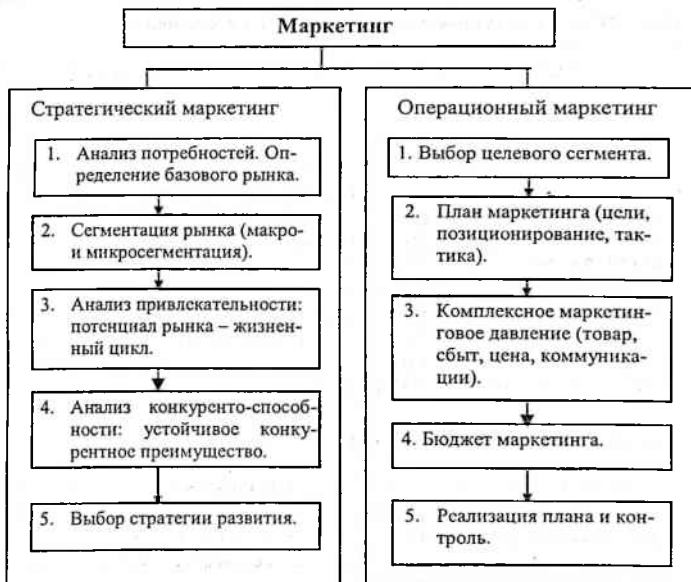 Маркетинг
Стратегический маркетинг
1. Анализ потребностей. Оп-
ределение базового рынка.
2. Сегментация рынка (макро-
и микросегментация).
3. Анализ привлекательности:
потенциал рынка – жизнен-
ный цикл.
4. Анализ конкуренто-способ-
ности: устойчивое конку-
рентное преимущество.
5. Выбор стратегии развития.
Операционный маркетинг
1. Выбор целевого сегмента.
2. План маркетинга (цели,
позиционирование, так-
тика).
3. Комплексное маркетин-
говое давление (товар,
сбыт, цена, коммуника-
ции).
4. Бюджет маркетинга.
5. Реализация плана и кон-
троль.